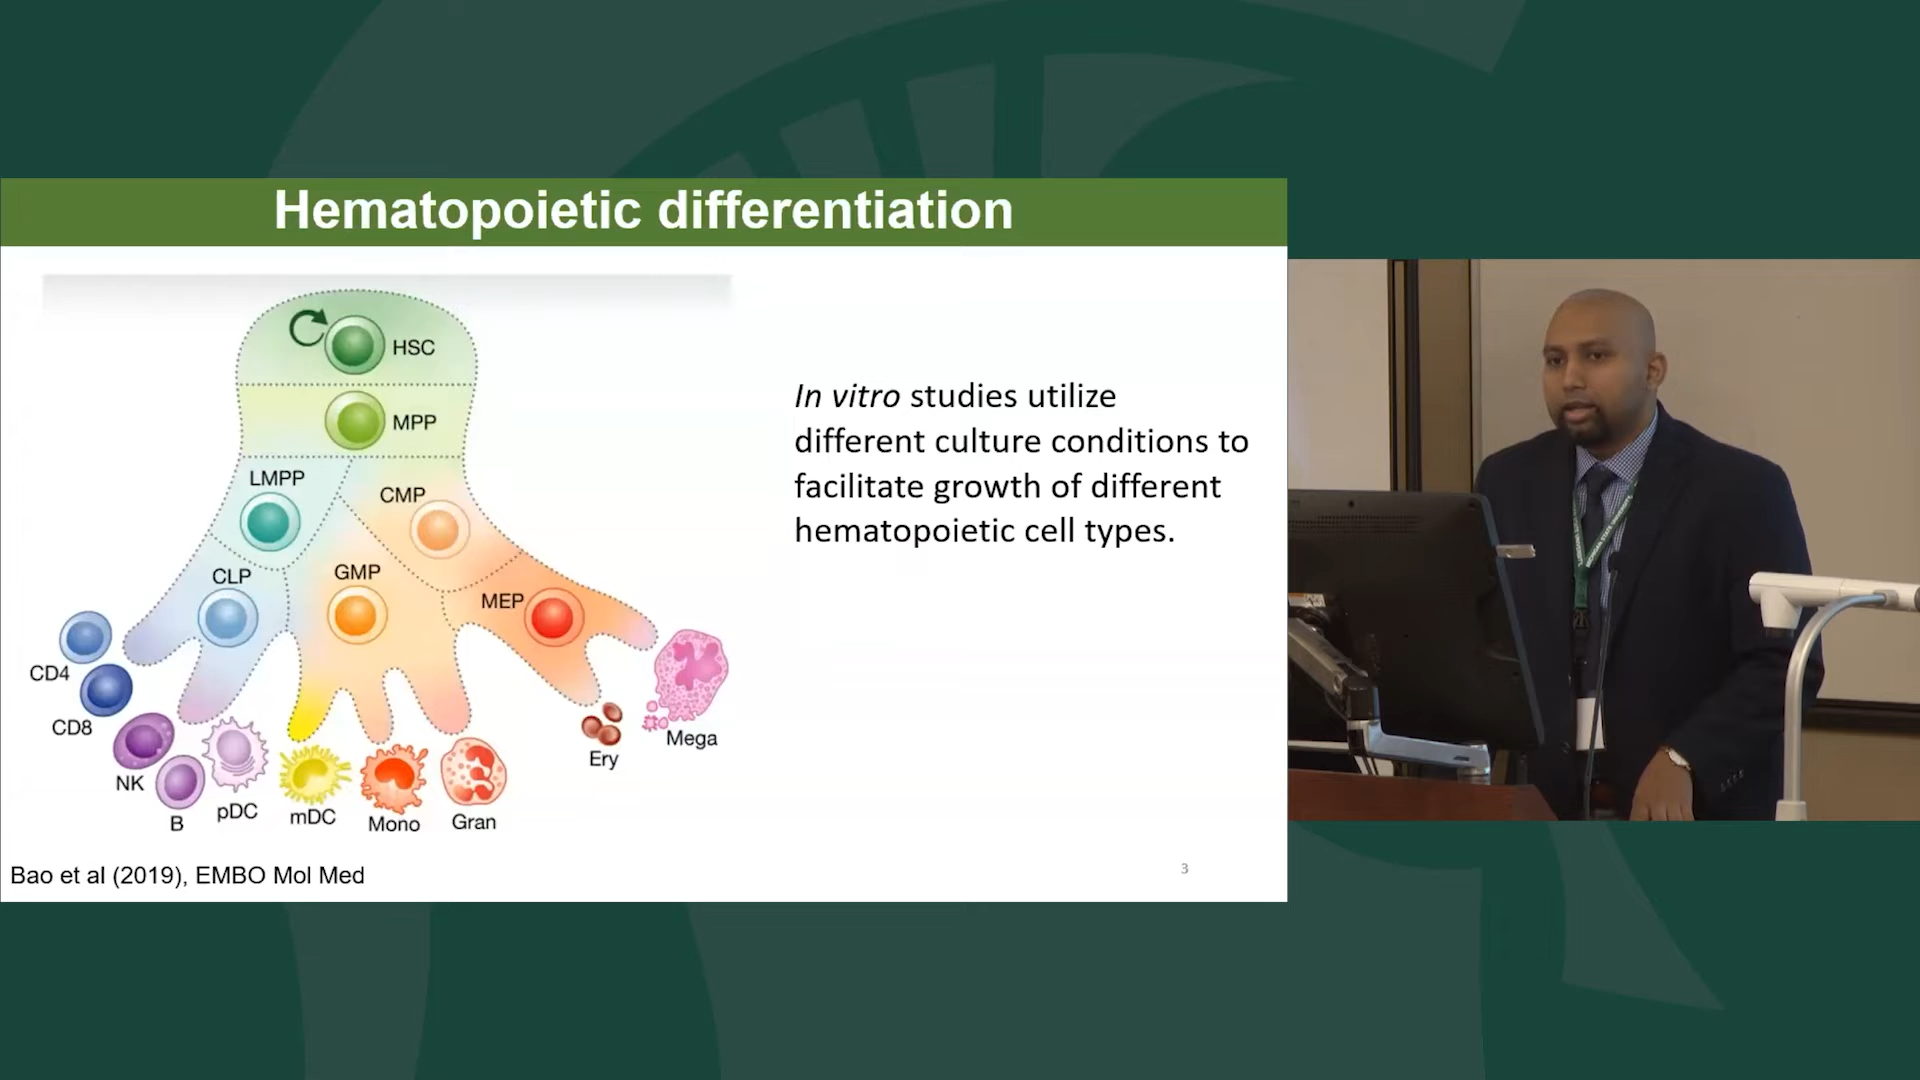 Hematopoietic differentiation
HSC
MPP
LMPP
CMP
CLP
GMP
MEP
CD4
CD8
NK
B
pDC
mDC
Mono
Gran
Ery
Mega
In vitro studies utilize
different culture conditions to
facilitate growth of different
hematopoietic cell types.
Bao et al (2019), EMBO Mol Med
3